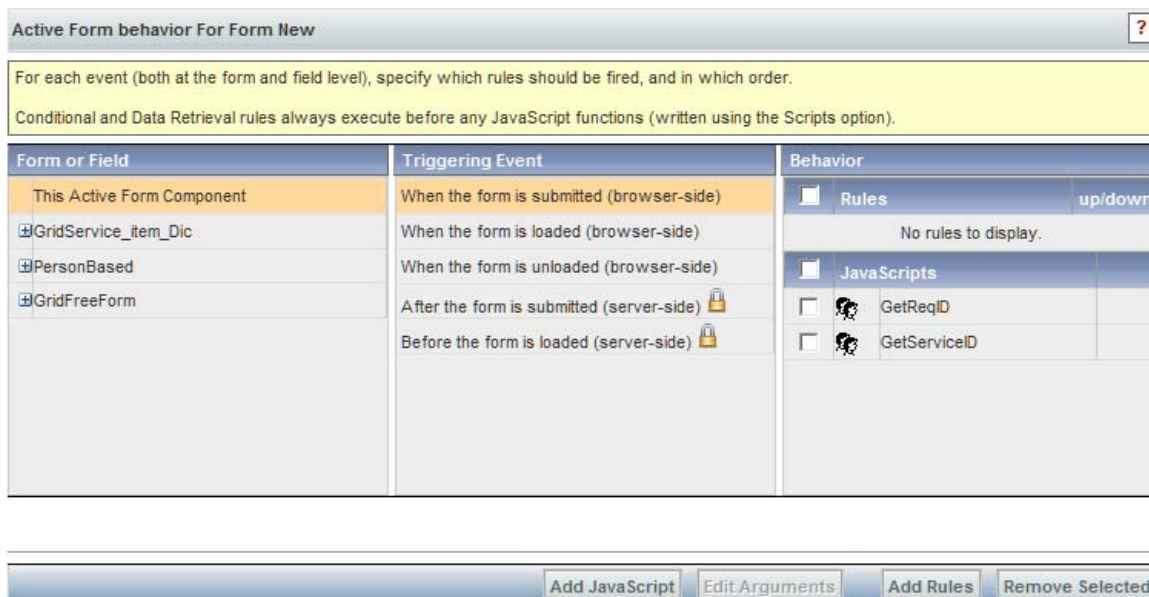 Active Form behavior For Form New
?
For each event (both at the form and field level), specify which rules should be fired, and in which order.
Conditional and Data Retrieval rules always execute before any JavaScript functions (written using the Scripts option).
Form or Field
This Active Form Component
GridService_item_Dic
PersonBased
GridFreeForm
Triggering Event
When the form is submitted (browser-side)
When the form is loaded (browser-side)
When the form is unloaded (browser-side)
After the form is submitted (server-side)
Before the form is loaded (server-side)
Behavior
Rules up/down
No rules to display.
JavaScripts
GetReqID
GetServiceID
Add JavaScript Edit Arguments Add Rules Remove Selected